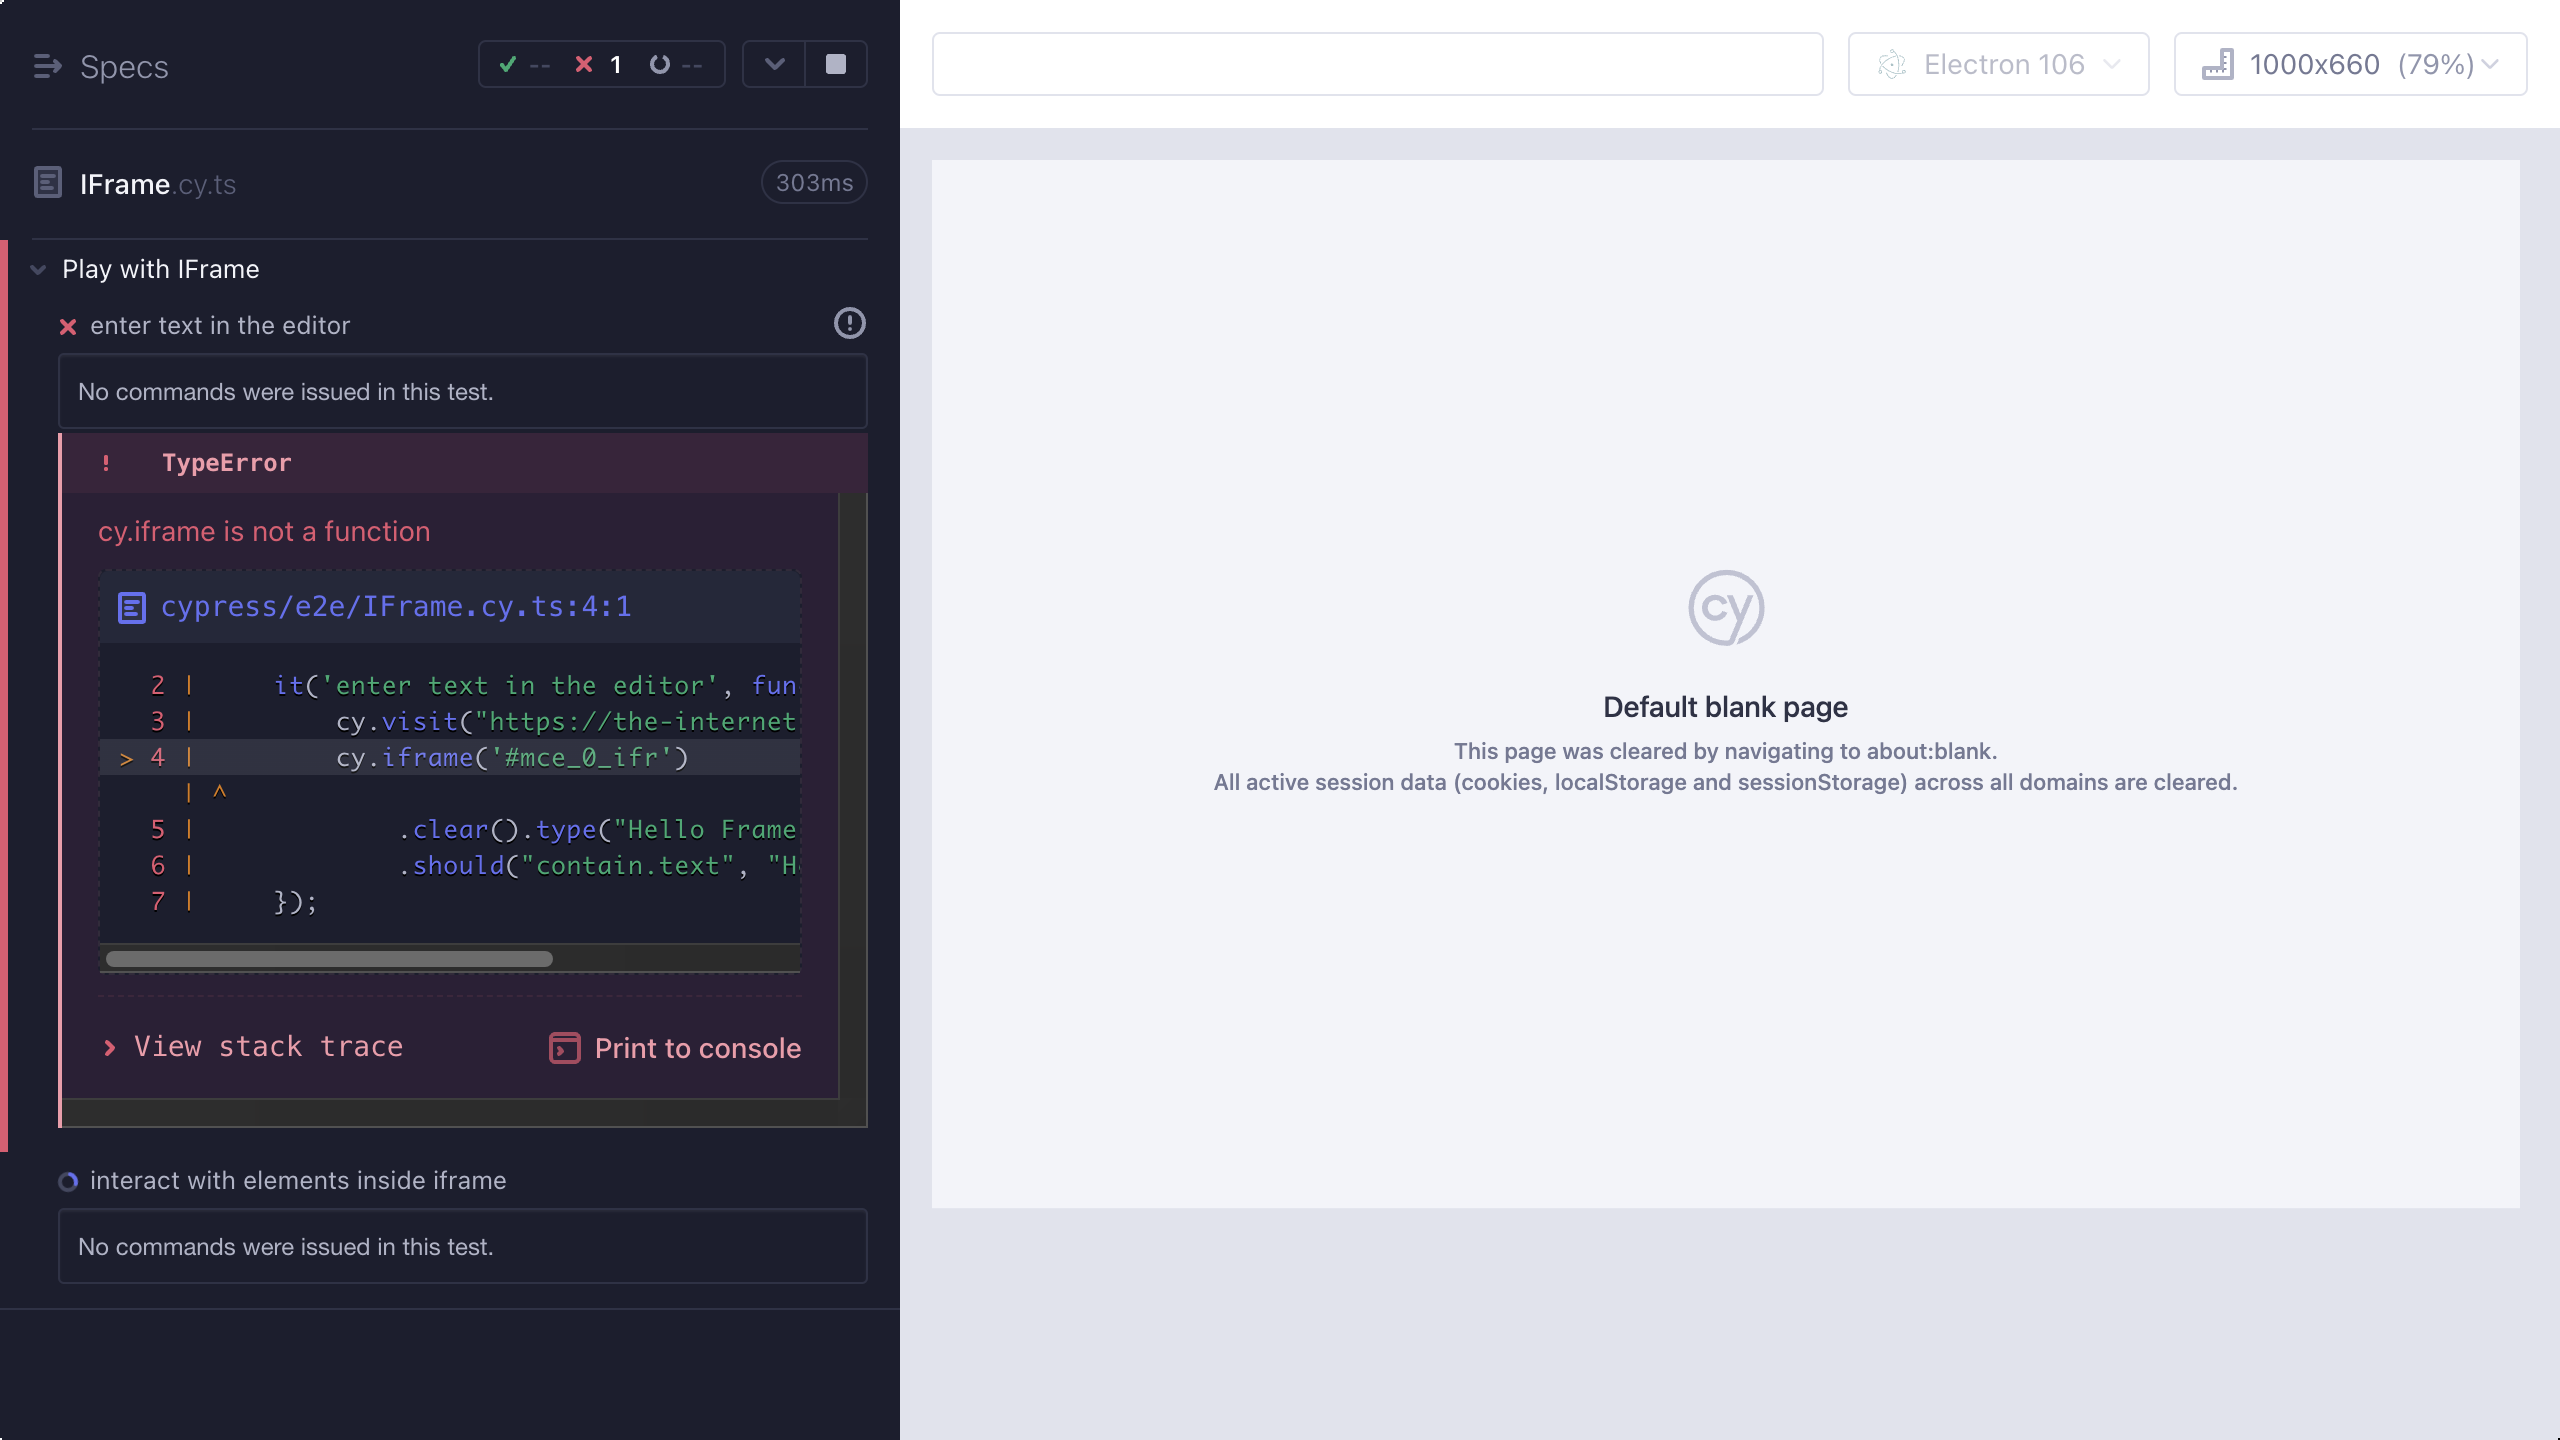 Specs
-- 1 --
IFrame.cy.ts
303ms
Play with IFrame
enter text in the editor
No commands were issued in this test.
! TypeError
cy.iframe is not a function
cypress/e2e/IFrame.cy.ts:4:1
2 | it('enter text in the editor', fun
3 | cy.visit("https://the-internet
> 4 | cy.iframe('#mce_0_ifr')
| ^
5 | .clear().type("Hello Frame
6 | .should("contain.text", "H
7 | });
View stack trace
Print to console
interact with elements inside iframe
No commands were issued in this test.
Electron 106
1000x660 (79%)
cy
Default blank page
This page was cleared by navigating to about:blank.
All active session data (cookies, localStorage and sessionStorage) across all domains are cleared.